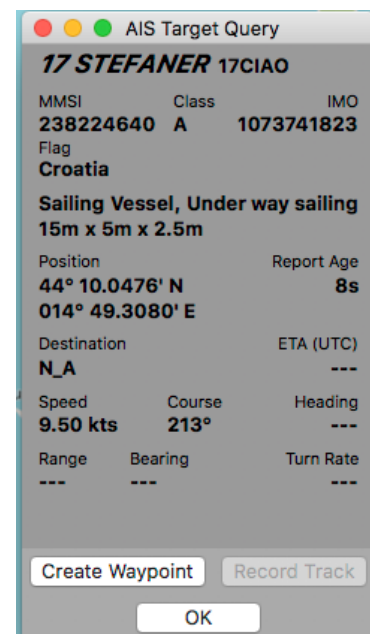 AIS Target Query
17 STEFANER 17CIAO
MMSI Class IMO
238224640 A 1073741823
Flag
Croatia
Sailing Vessel, Under way sailing
15m x 5m x 2.5m
Position Report Age
44° 10.0476' N 8s
014° 49.3080' E
Destination ETA (UTC)
N_A ---
Speed Course Heading
9.50 kts 213° ---
Range Bearing Turn Rate
--- --- ---
Create Waypoint Record Track
OK